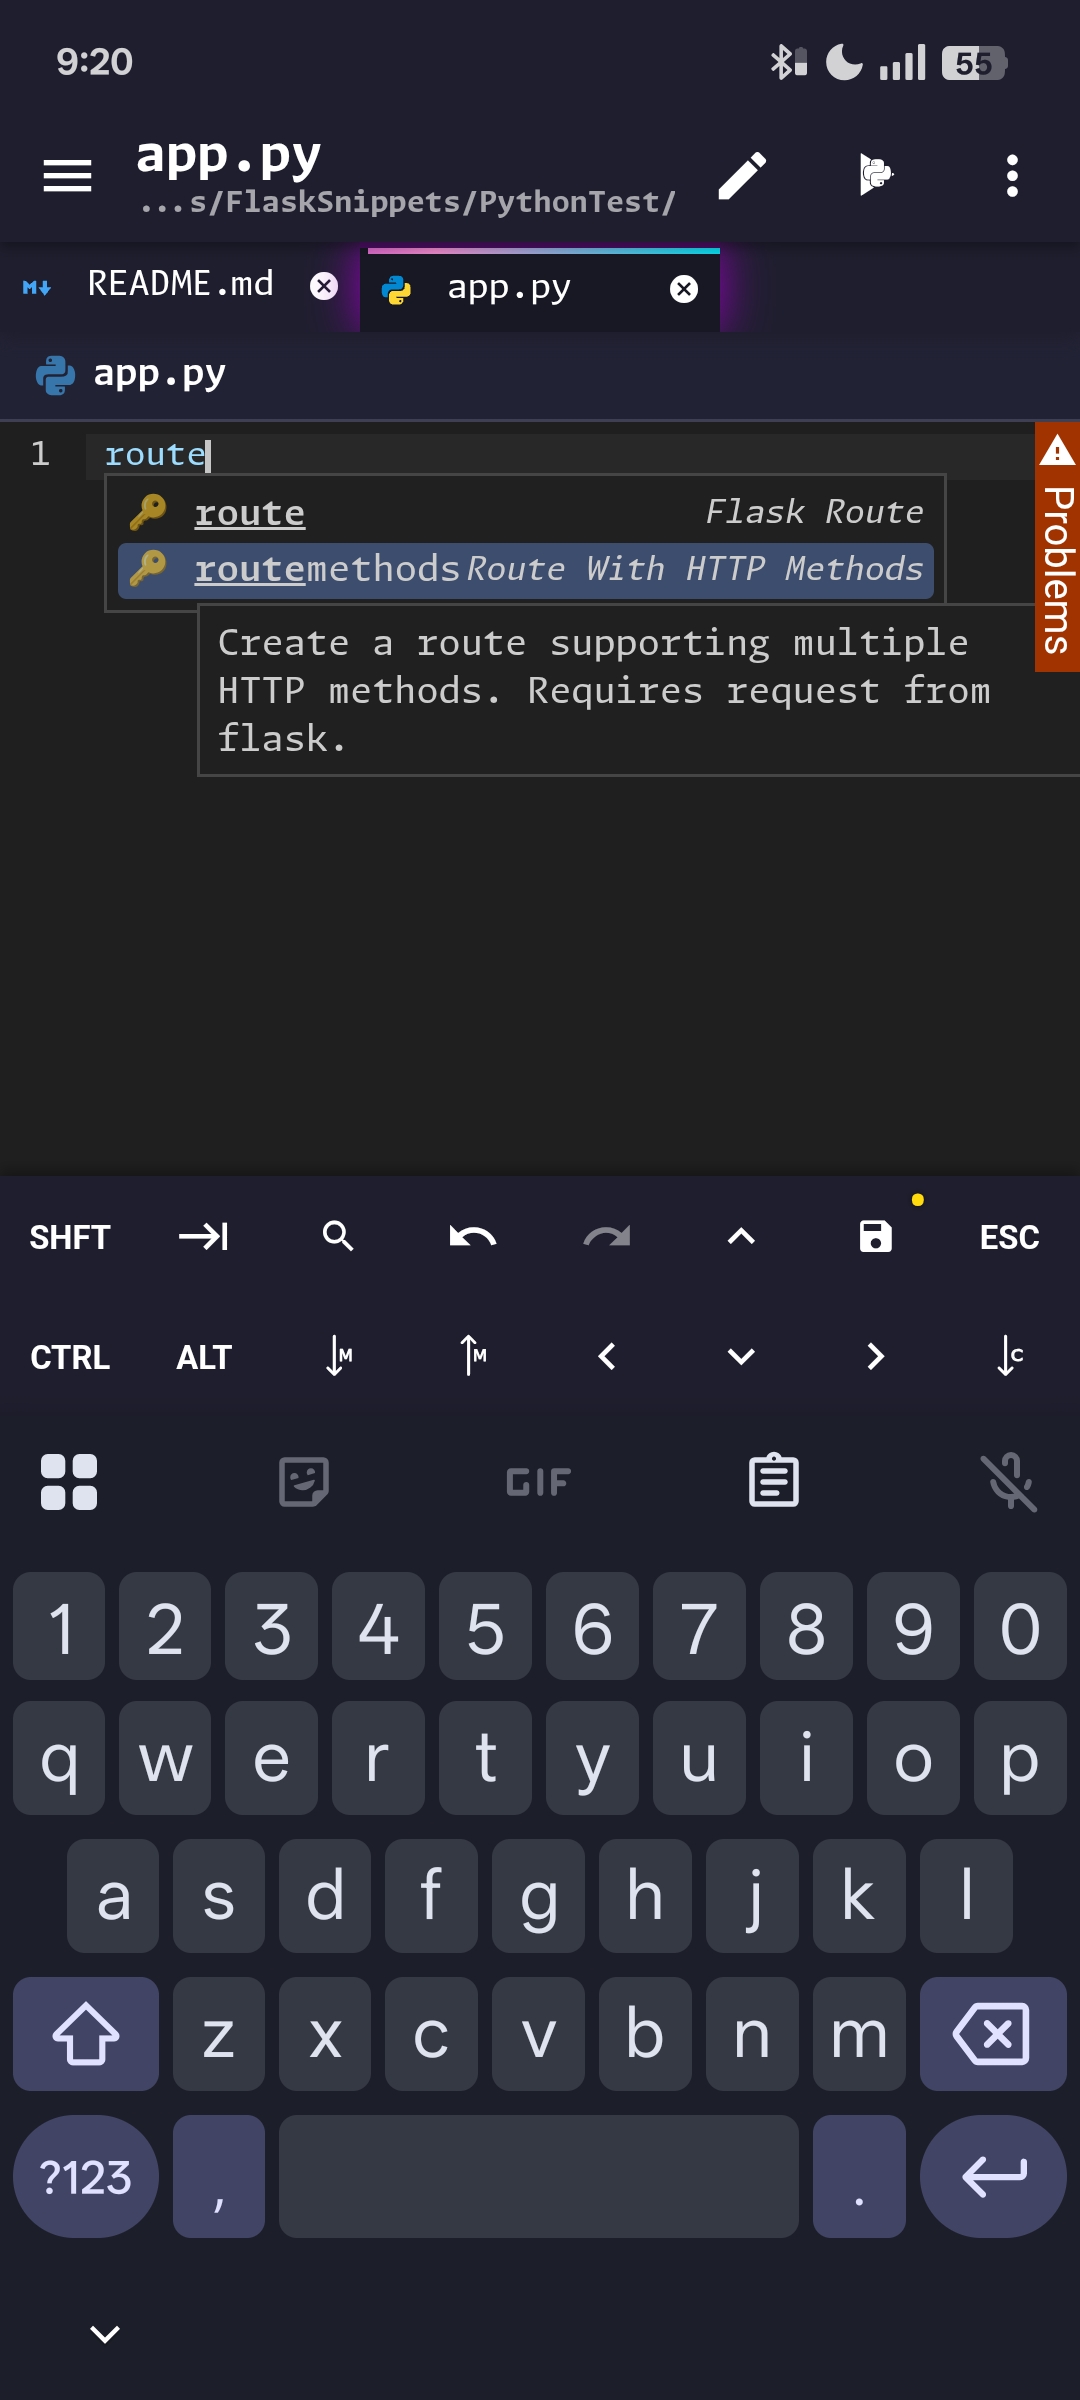 9:20
55
app.py
...s/FlaskSnippets/PythonTest/
README.md
app.py
app.py
1 route
route Flask Route
routemethods Route With HTTP Methods
Create a route supporting multiple
HTTP methods. Requires request from
flask.
Problems
SHFT ESC
CTRL ALT M M C
GIF
1 2 3 4 5 6 7 8 9 0
q w e r t y u i o p
a s d f g h j k l
z x c v b n m
?123 , .